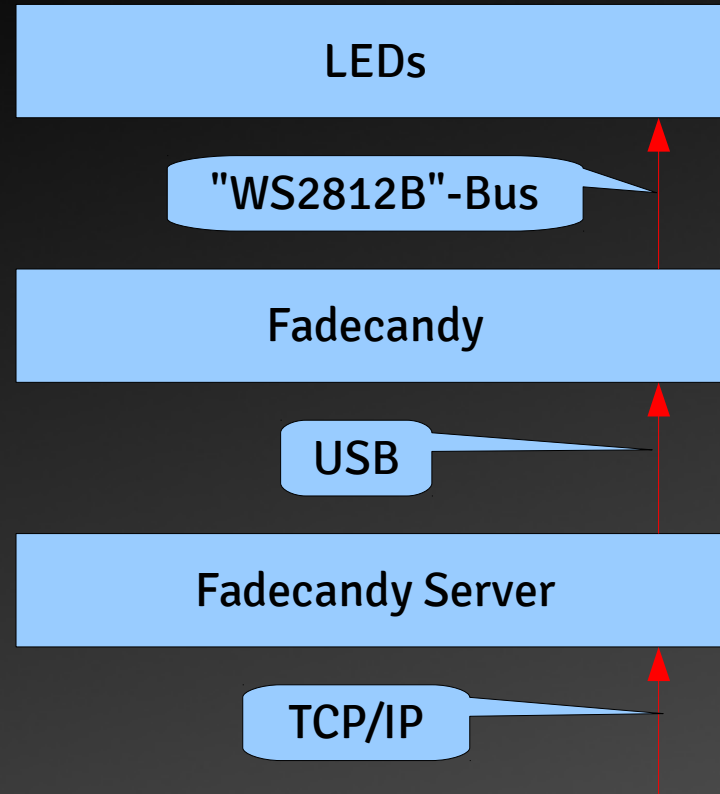 LEDs
"WS2812B"-Bus
Fadecandy
USB
Fadecandy Server
TCP/IP